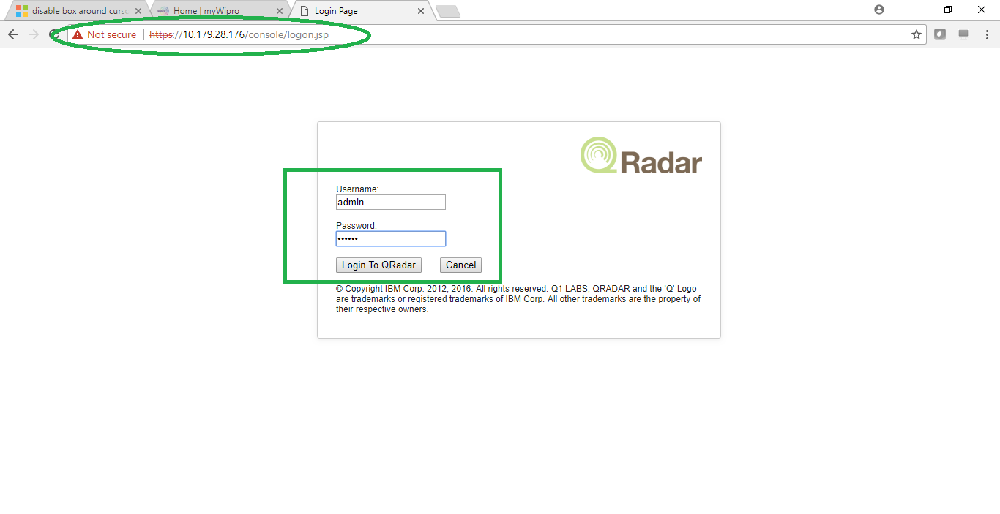 disable box around curs
Home | myWipro
Login Page
Not secure
https://10.179.28.176/console/logon.jsp
Radar
Username:
admin
Password:
••••••
Login To QRadar
Cancel
© Copyright IBM Corp. 2012, 2016. All rights reserved. Q1 LABS, QRADAR and the 'Q' Logo
are trademarks or registered trademarks of IBM Corp. All other trademarks are the property of
their respective owners.